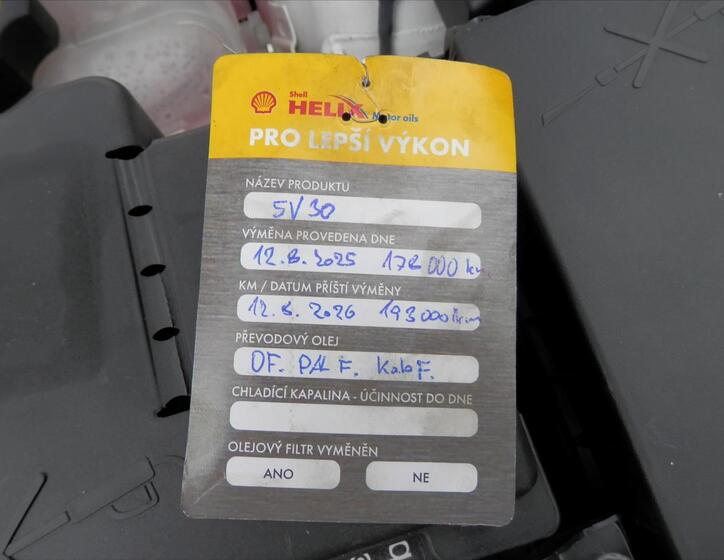 Shell
HELIX Motor oils
PRO LEPŠÍ VÝKON
NÁZEV PRODUKTU
5V30
VÝMĚNA PROVEDENA DNE
12.8.2025 178 000 km
KM / DATUM PŘÍŠTÍ VÝMĚNY
12.8.2026 193 000 km
PŘEVODOVÝ OLEJ
OF. PAL F. Kab F.
CHLADÍCÍ KAPALINA - ÚČINNOST DO DNE
OLEJOVÝ FILTR VYMĚNĚN
ANO NE